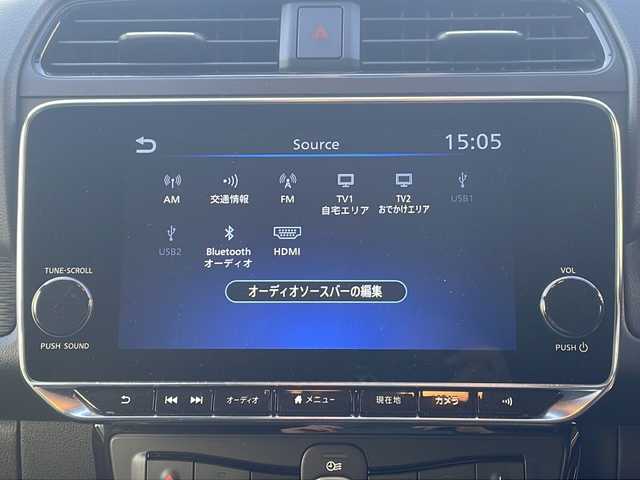 Source
15:05
AM
交通情報
FM
TV1
自宅エリア
TV2
おでかけエリア
USB1
USB2
Bluetooth
オーディオ
HDMI
オーディオソースバーの編集
TUNE-SCROLL
PUSH SOUND
VOL
PUSH
オーディオ
メニュー
現在地
カメラ